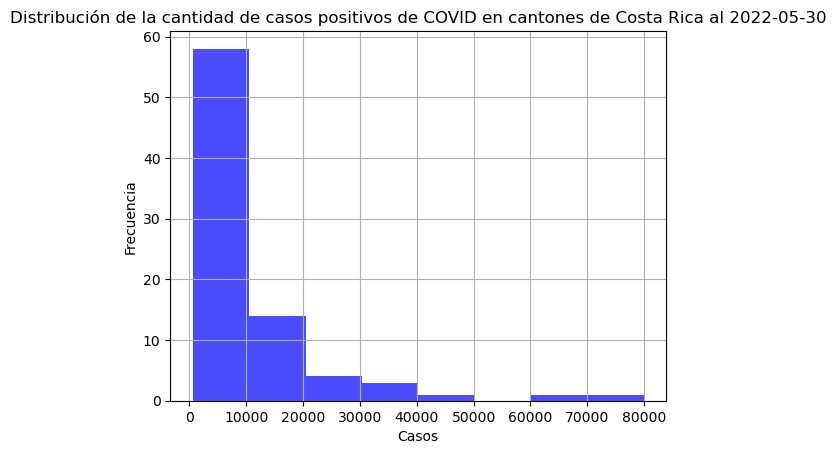 Distribución de la cantidad de casos positivos de COVID en cantones de Costa Rica al 2022-05-30
60
50
40
30
20
10
0
Frecuencia
0 10000 20000 30000 40000 50000 60000 70000 80000
Casos